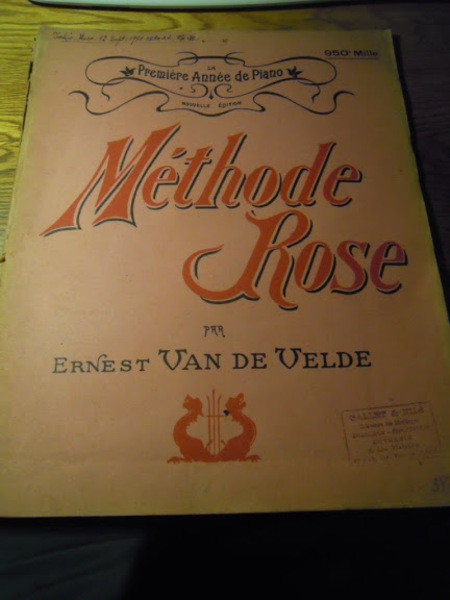 950e Mille
LA
Première Année de Piano
NOUVELLE ÉDITION
Méthode
Rose
PAR
ERNEST VAN DE VELDE